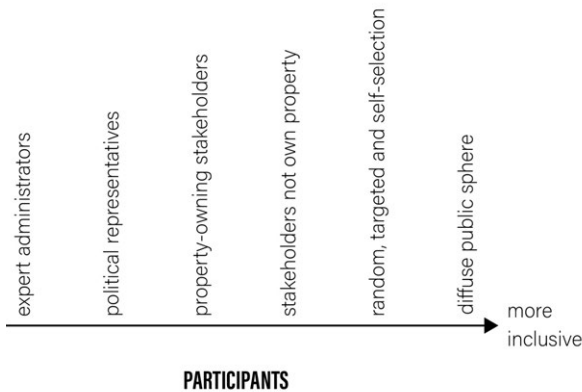 expert administrators
political representatives
property-owning stakeholders
stakeholders not own property
random, targeted and self-selection
diffuse public sphere
more
inclusive
PARTICIPANTS